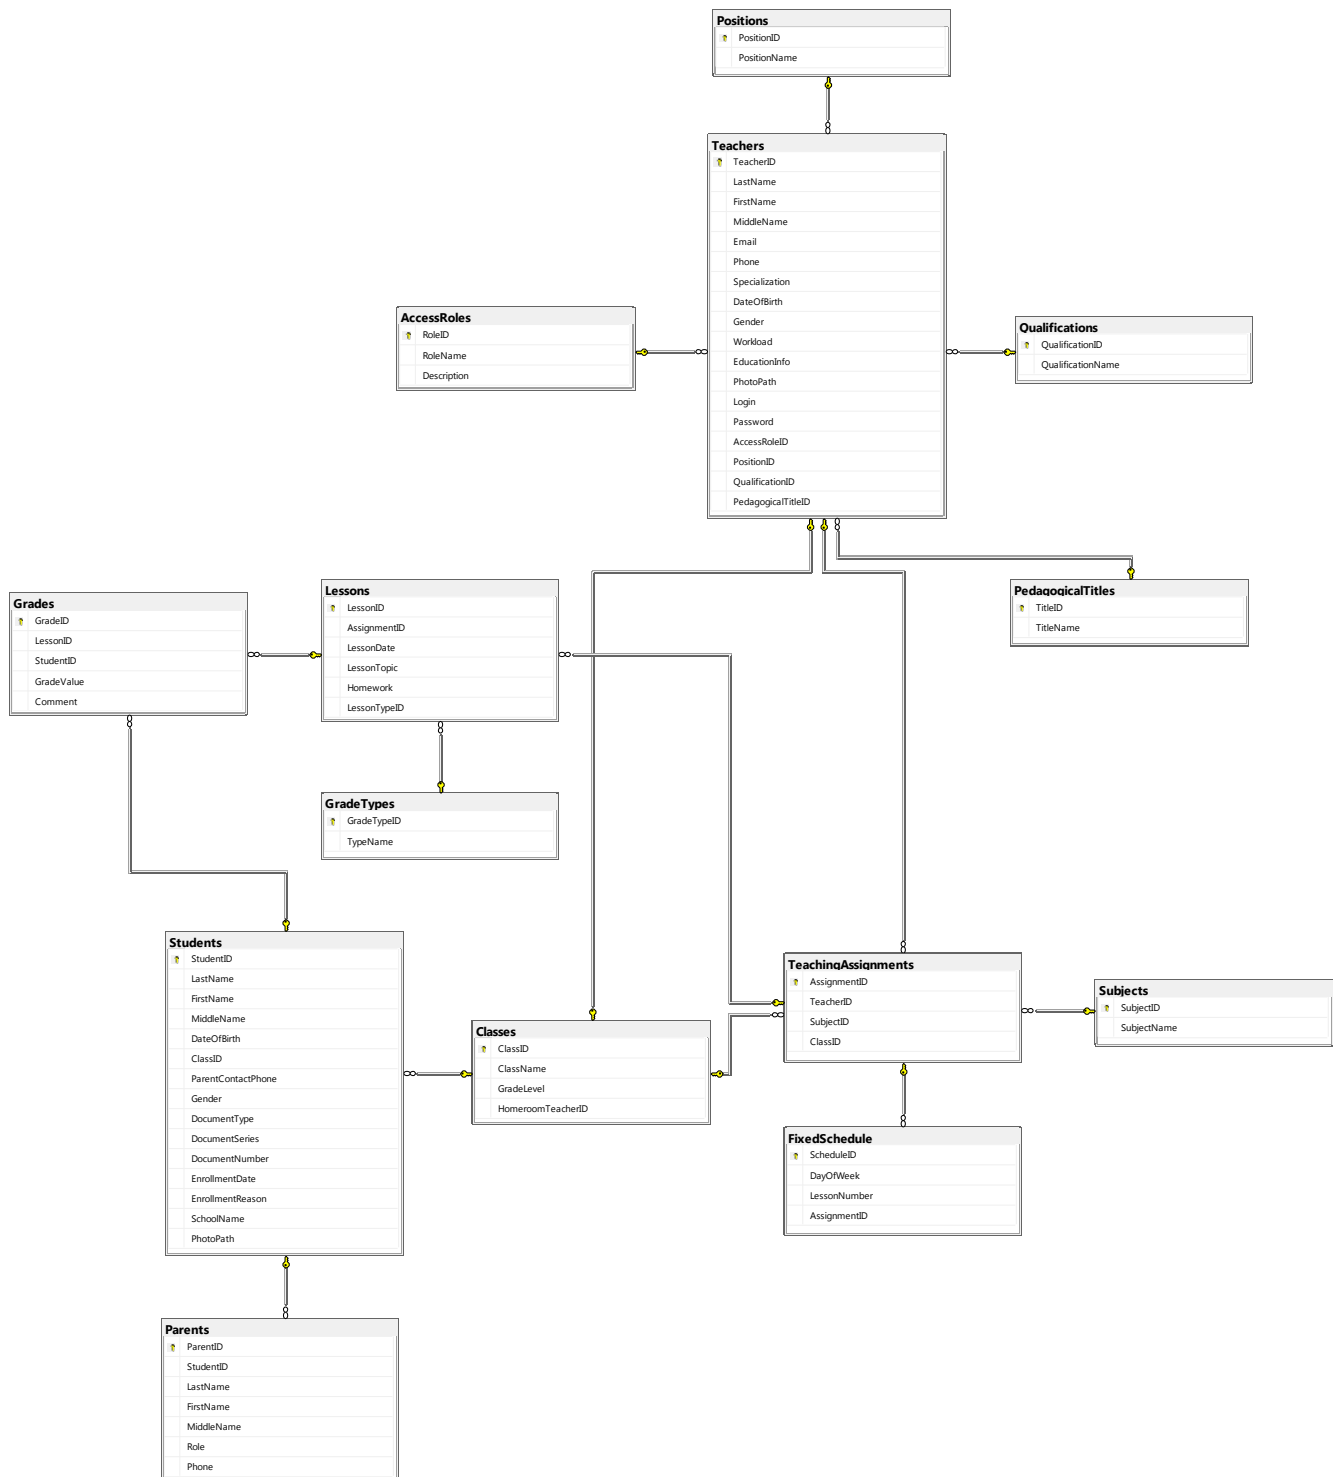 Positions
PositionID
PositionName
Teachers
TeacherID
LastName
FirstName
MiddleName
Email
Phone
Specialization
DateOfBirth
Gender
Workload
EducationInfo
PhotoPath
Login
Password
AccessRoleID
PositionID
QualificationID
PedagogicalTitleID
AccessRoles
RoleID
RoleName
Description
Qualifications
QualificationID
QualificationName
PedagogicalTitles
TitleID
TitleName
Grades
GradeID
LessonID
StudentID
GradeValue
Comment
Lessons
LessonID
AssignmentID
LessonDate
LessonTopic
Homework
LessonTypeID
GradeTypes
GradeTypeID
TypeName
Students
StudentID
LastName
FirstName
MiddleName
DateOfBirth
ClassID
ParentContactPhone
Gender
DocumentType
DocumentSeries
DocumentNumber
EnrollmentDate
EnrollmentReason
SchoolName
PhotoPath
Classes
ClassID
ClassName
GradeLevel
HomeroomTeacherID
TeachingAssignments
AssignmentID
TeacherID
SubjectID
ClassID
Subjects
SubjectID
SubjectName
FixedSchedule
ScheduleID
DayOfWeek
LessonNumber
AssignmentID
Parents
ParentID
StudentID
LastName
FirstName
MiddleName
Role
Phone